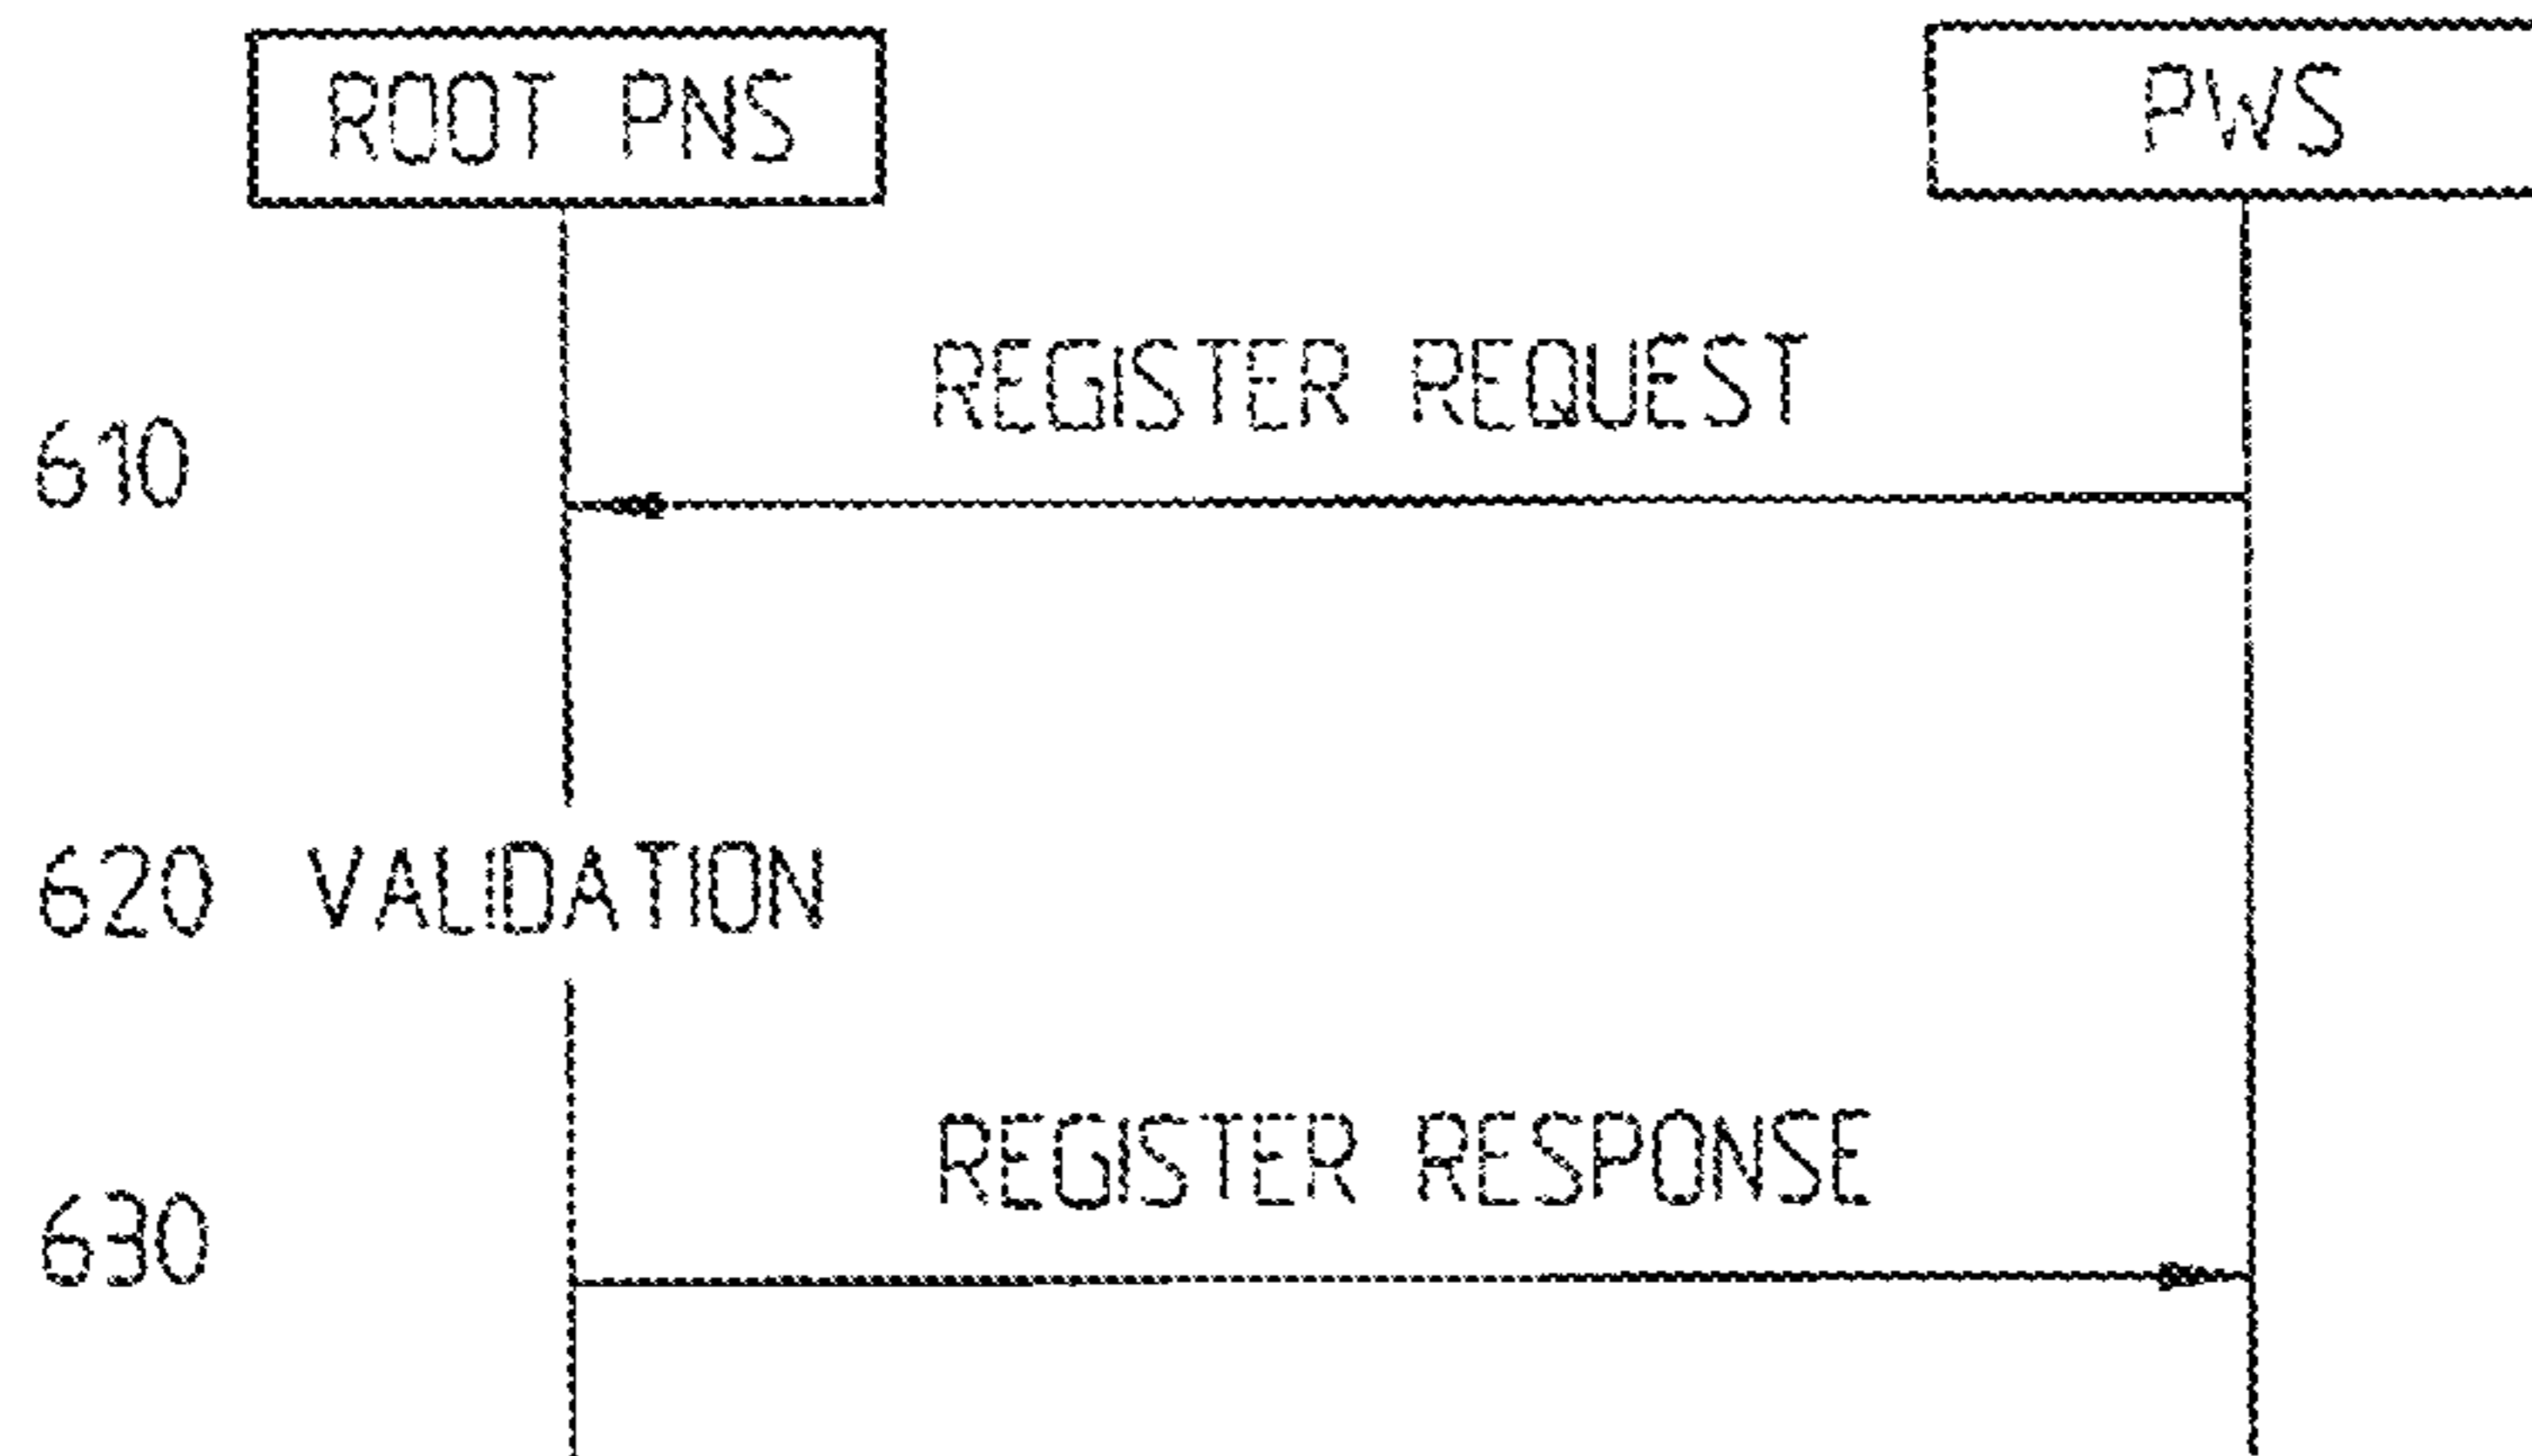 ROOT PNS
PWS
REGISTER REQUEST
610
620 VALIDATION
REGISTER RESPONSE
630